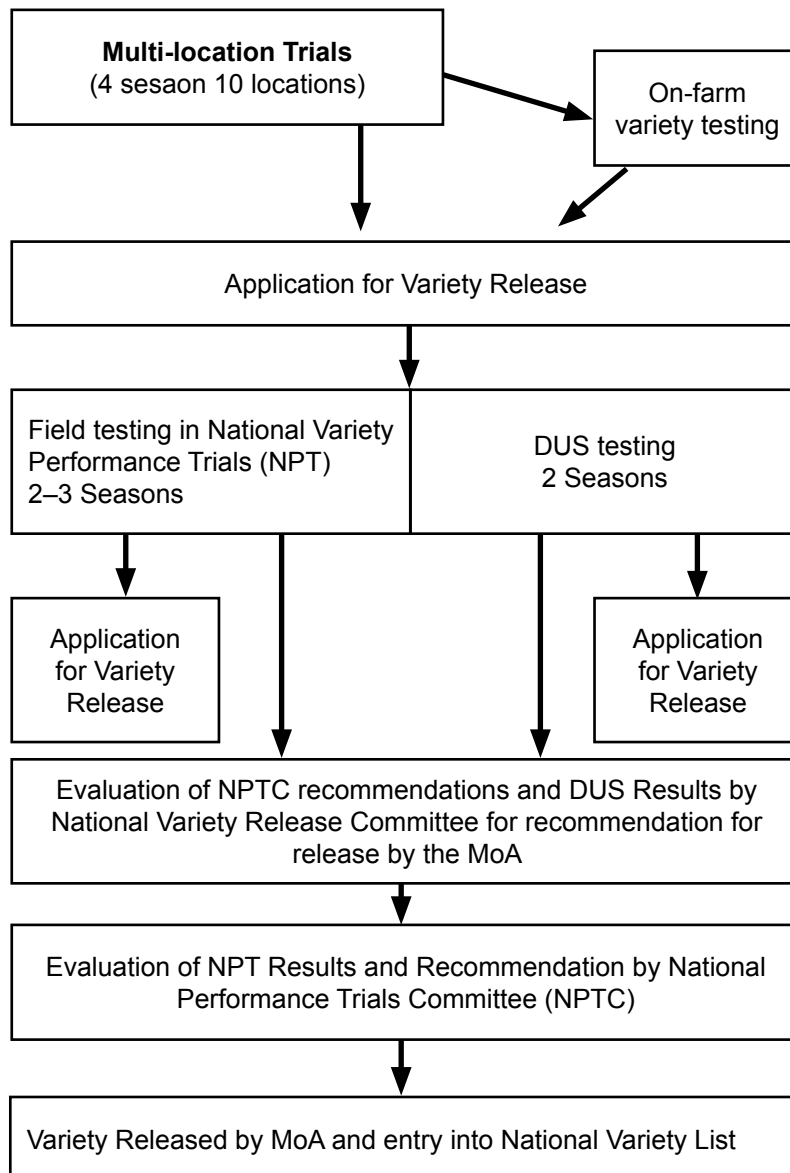 Multi-location Trials
(4 sesaon 10 locations)
On-farm
variety testing
Application for Variety Release
Field testing in National Variety
Performance Trials (NPT)
2–3 Seasons
DUS testing
2 Seasons
Application
for Variety
Release
Application
for Variety
Release
Evaluation of NPTC recommendations and DUS Results by
National Variety Release Committee for recommendation for
release by the MoA
Evaluation of NPT Results and Recommendation by National
Performance Trials Committee (NPTC)
Variety Released by MoA and entry into National Variety List